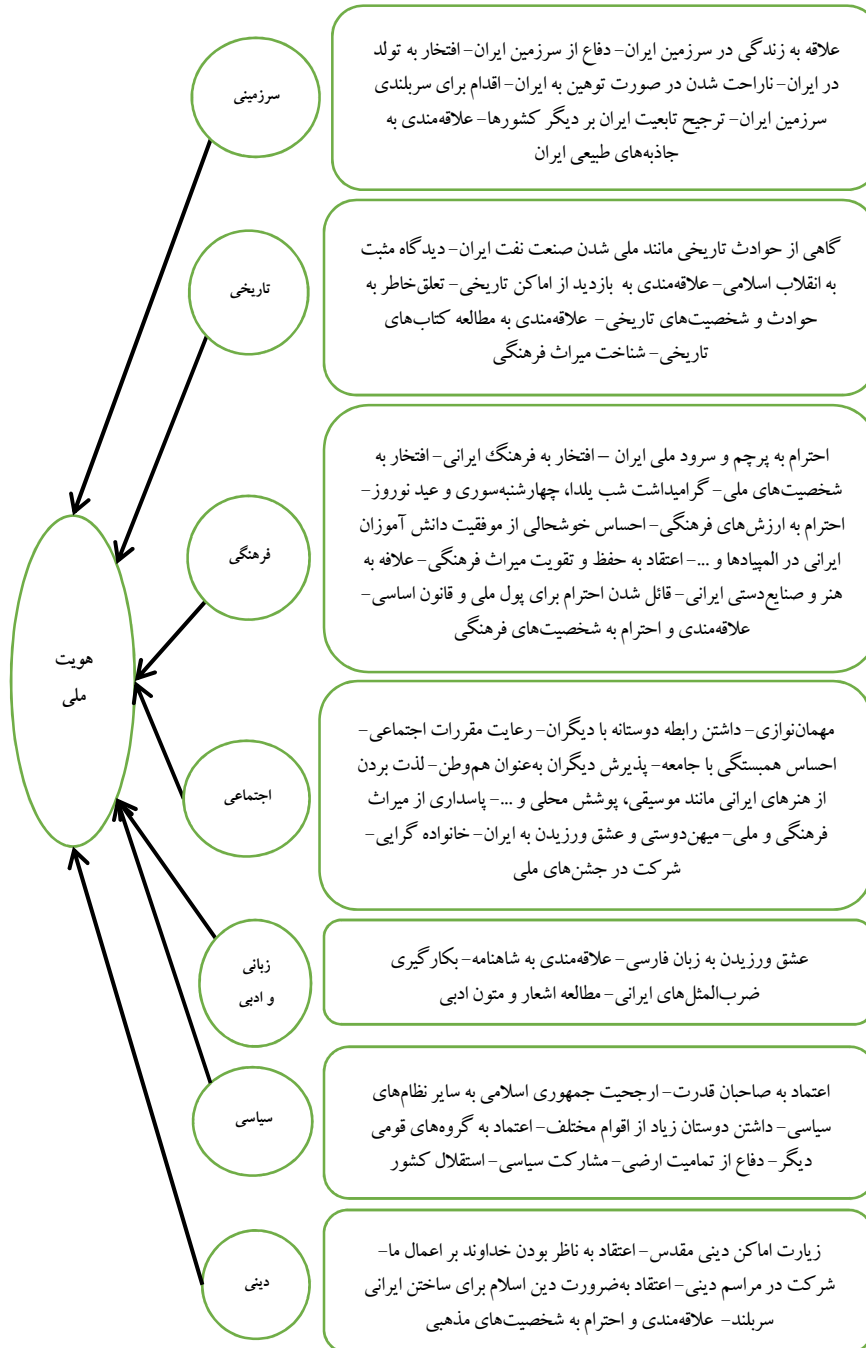 علاقه به زندگی در سرزمین ایران- دفاع از سرزمین ایران- افتخار به تولد
در ایران- ناراحت شدن در صورت توهین به ایران- اقدام برای سربلندی
سرزمین ایران- ترجیح تابعیت ایران بر دیگر کشورها- علاقه‌مندی به
جاذبه‌های طبیعی ایران
سرزمینی
گاهی از حوادث تاریخی مانند ملی شدن صنعت نفت ایران- دیدگاه مثبت
به انقلاب اسلامی- علاقه‌مندی به بازدید از اماکن تاریخی- تعلق‌خاطر به
حوادث و شخصیت‌های تاریخی- علاقه‌مندی به مطالعه کتاب‌های
تاریخی- شناخت میراث فرهنگی
تاریخی
احترام به پرچم و سرود ملی ایران – افتخار به فرهنگ ایرانی- افتخار به
شخصیت‌های ملی- گرامیداشت شب یلدا، چهارشنبه‌سوری و عید نوروز-
احترام به ارزش‌های فرهنگی- احساس خوشحالی از موفقیت دانش آموزان
ایرانی در المپیادها و ...- اعتقاد به حفظ و تقویت میراث فرهنگی- علافه به
هنر و صنایع‌دستی ایرانی- قائل شدن احترام برای پول ملی و قانون اساسی-
علاقه‌مندی و احترام به شخصیت‌های فرهنگی
فرهنگی
هویت
ملی
مهمان‌نوازی- داشتن رابطه دوستانه با دیگران- رعایت مقررات اجتماعی-
احساس همبستگی با جامعه- پذیرش دیگران به‌عنوان هم‌وطن- لذت بردن
از هنرهای ایرانی مانند موسیقی، پوشش محلی و ...- پاسداری از میراث
فرهنگی و ملی- میهن‌دوستی و عشق ورزیدن به ایران- خانواده گرایی-
شرکت در جشن‌های ملی
اجتماعی
عشق ورزیدن به زبان فارسی- علاقه‌مندی به شاهنامه- بکارگیری
ضرب‌المثل‌های ایرانی- مطالعه اشعار و متون ادبی
زبانی
و ادبی
اعتماد به صاحبان قدرت- ارجحیت جمهوری اسلامی به سایر نظام‌های
سیاسی- داشتن دوستان زیاد از اقوام مختلف- اعتماد به گروه‌های قومی
دیگر- دفاع از تمامیت ارضی- مشارکت سیاسی- استقلال کشور
سیاسی
زیارت اماکن دینی مقدس- اعتقاد به ناظر بودن خداوند بر اعمال ما-
شرکت در مراسم دینی- اعتقاد به‌ضرورت دین اسلام برای ساختن ایرانی
سربلند- علاقه‌مندی و احترام به شخصیت‌های مذهبی
دینی